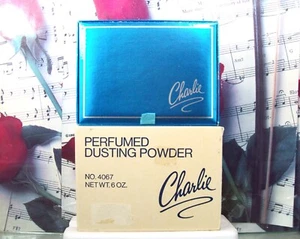 Charlie
PERFUMED
DUSTING POWDER
NO. 4067
NET WT. 6 OZ.
Charlie